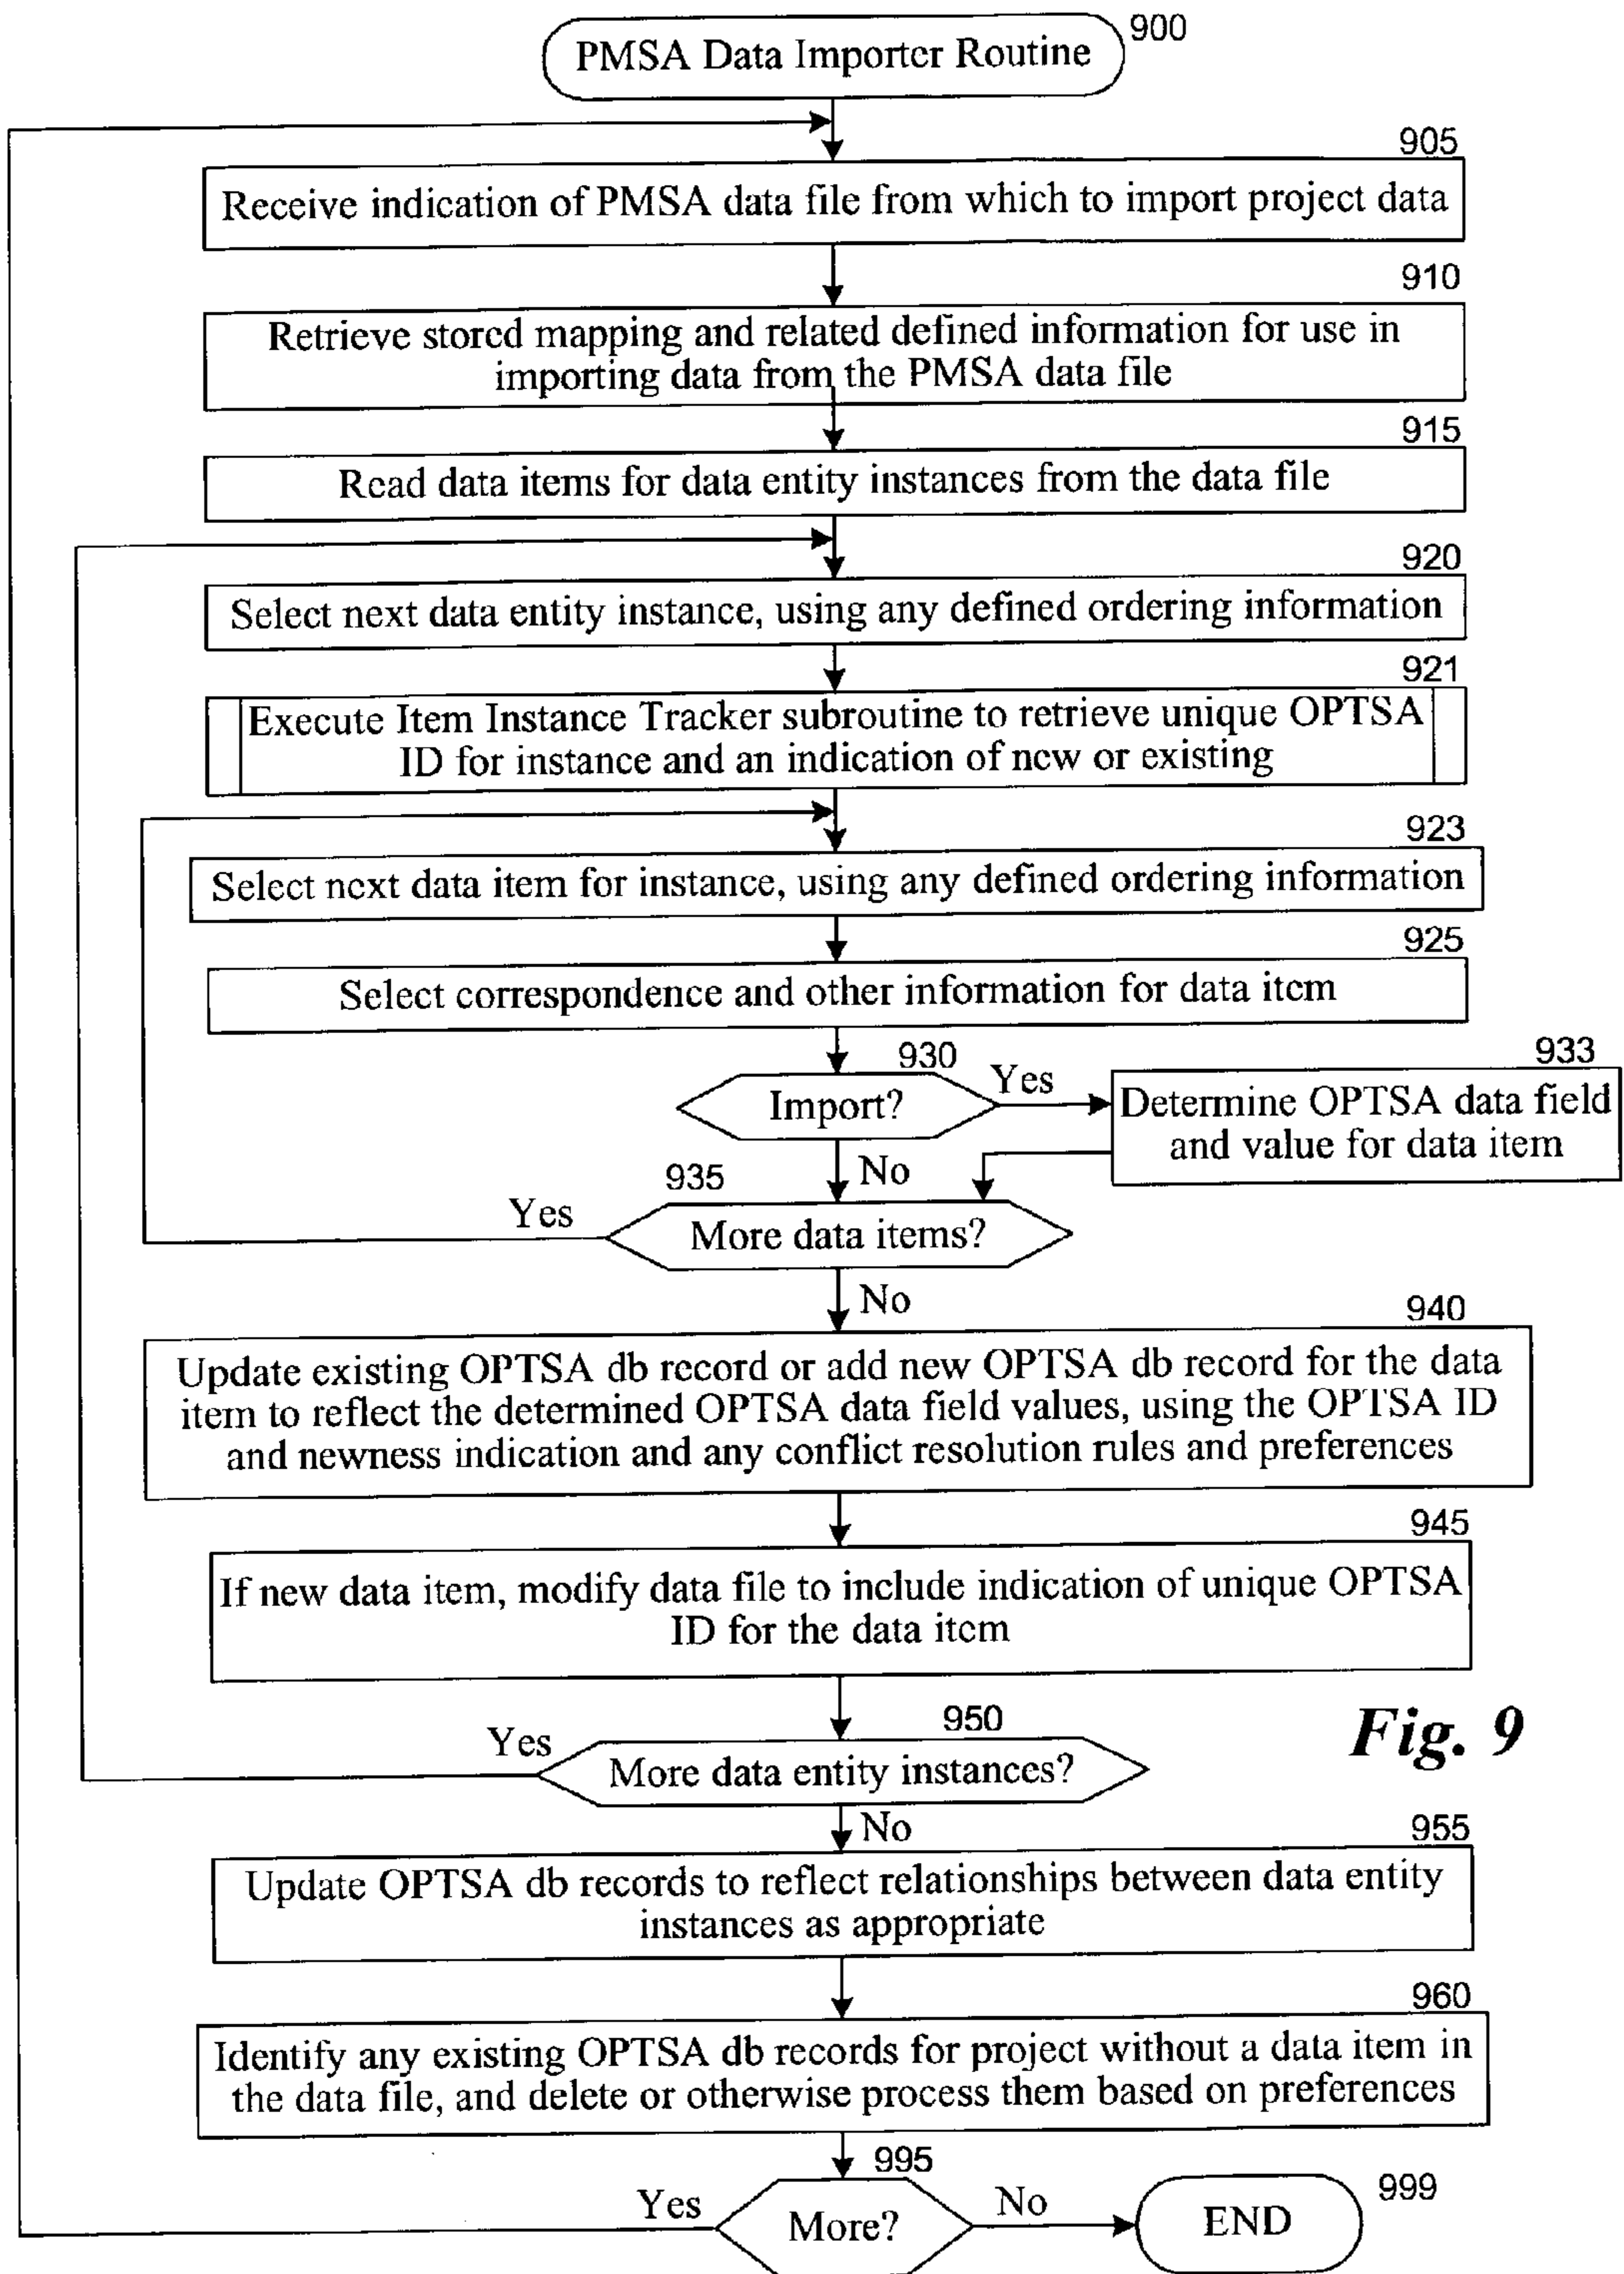 PMSA Data Importer Routine
900
905
Receive indication of PMSA data file from which to import project data
910
Retrieve stored mapping and related defined information for use in
importing data from the PMSA data file
915
Read data items for data entity instances from the data file
920
Select next data entity instance, using any defined ordering information
921
Execute Item Instance Tracker subroutine to retrieve unique OPTSA
ID for instance and an indication of new or existing
923
Select next data item for instance, using any defined ordering information
925
Select correspondence and other information for data item
930
Import?
Yes
933
Determine OPTSA data field
and value for data item
No
935
Yes
More data items?
No
940
Update existing OPTSA db record or add new OPTSA db record for the data
item to reflect the determined OPTSA data field values, using the OPTSA ID
and newness indication and any conflict resolution rules and preferences
945
If new data item, modify data file to include indication of unique OPTSA
ID for the data item
950
Yes
More data entity instances?
Fig. 9
No
955
Update OPTSA db records to reflect relationships between data entity
instances as appropriate
960
Identify any existing OPTSA db records for project without a data item in
the data file, and delete or otherwise process them based on preferences
995
Yes
More?
No
END
999